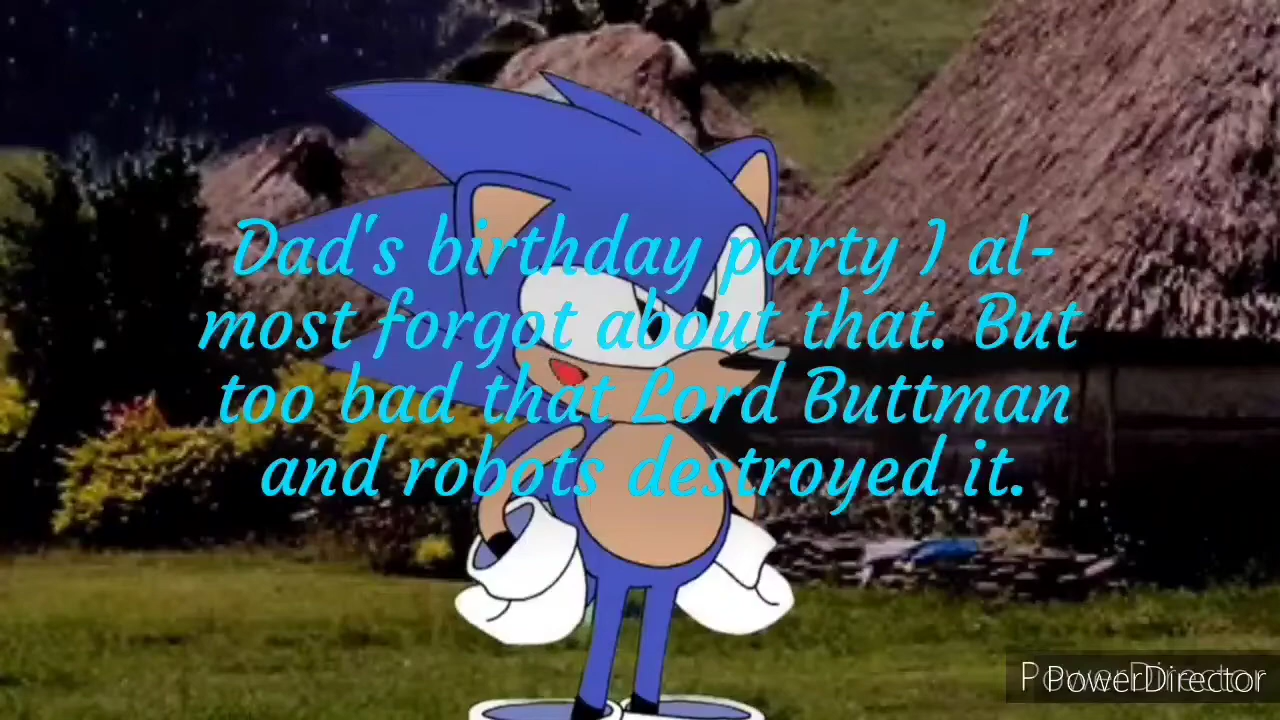 Dad's birthday party I al-
most forgot about that. But
too bad that Lord Buttman
and robots destroyed it.
PowerDirector
PowerDirector